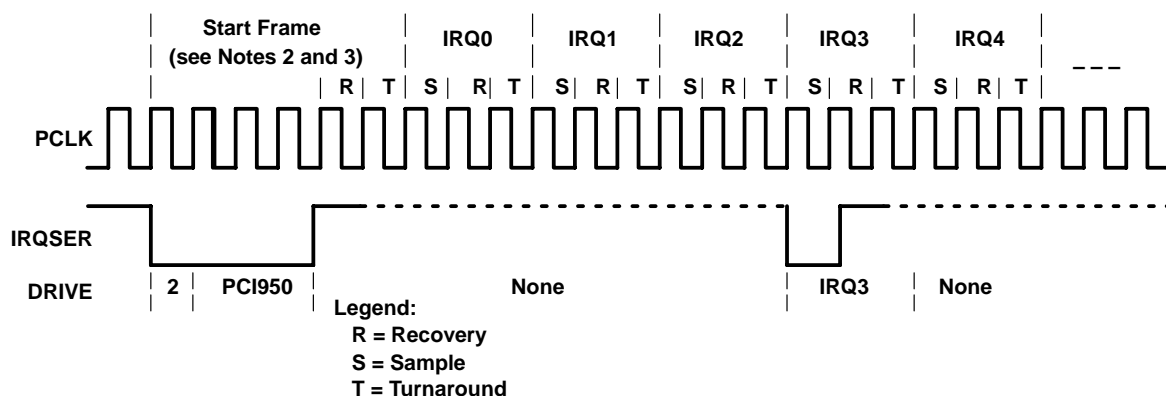 Start Frame
(see Notes 2 and 3)
IRQ0 IRQ1 IRQ2 IRQ3 IRQ4
R T S R T S R T S R T S R T S R T
PCLK
IRQSER
DRIVE 2 PCI950 None IRQ3 None
Legend:
R = Recovery
S = Sample
T = Turnaround